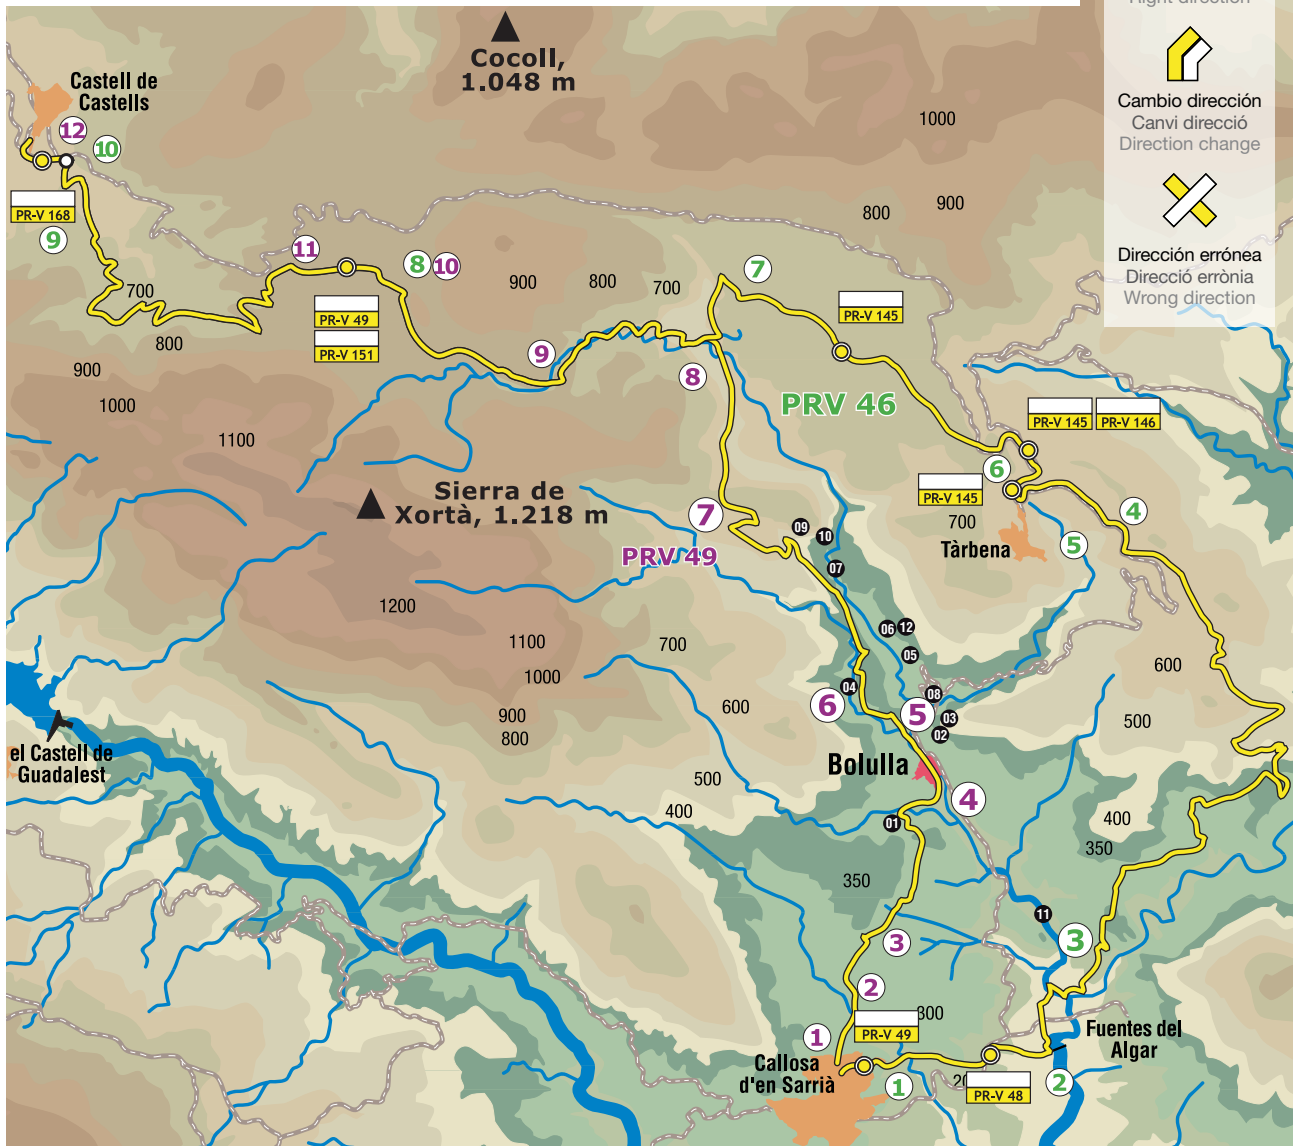 Right direction
Cambio dirección
Canvi direcció
Direction change
Dirección errónea
Direcció errònia
Wrong direction
Cocoll,
1.048 m
Castell de
Castells
12
10
PR-V 168
9
700
800
11
8
10
PR-V 49
PR-V 151
900
800
700
7
PR-V 145
1000
900
800
9
8
PRV 46
PR-V 145
PR-V 146
6
PR-V 145
700
Tàrbena
4
5
900
1000
1100
Sierra de
Xortà, 1.218 m
7
PRV 49
09
10
07
06
12
05
04
08
03
02
6
5
1200
1100
1000
900
800
700
600
500
400
600
500
400
350
el Castell de
Guadalest
Bolulla
4
01
350
11
3
3
2
300
PR-V 49
1
Callosa
d'en Sarrià
1
20
PR-V 48
2
Fuentes del
Algar